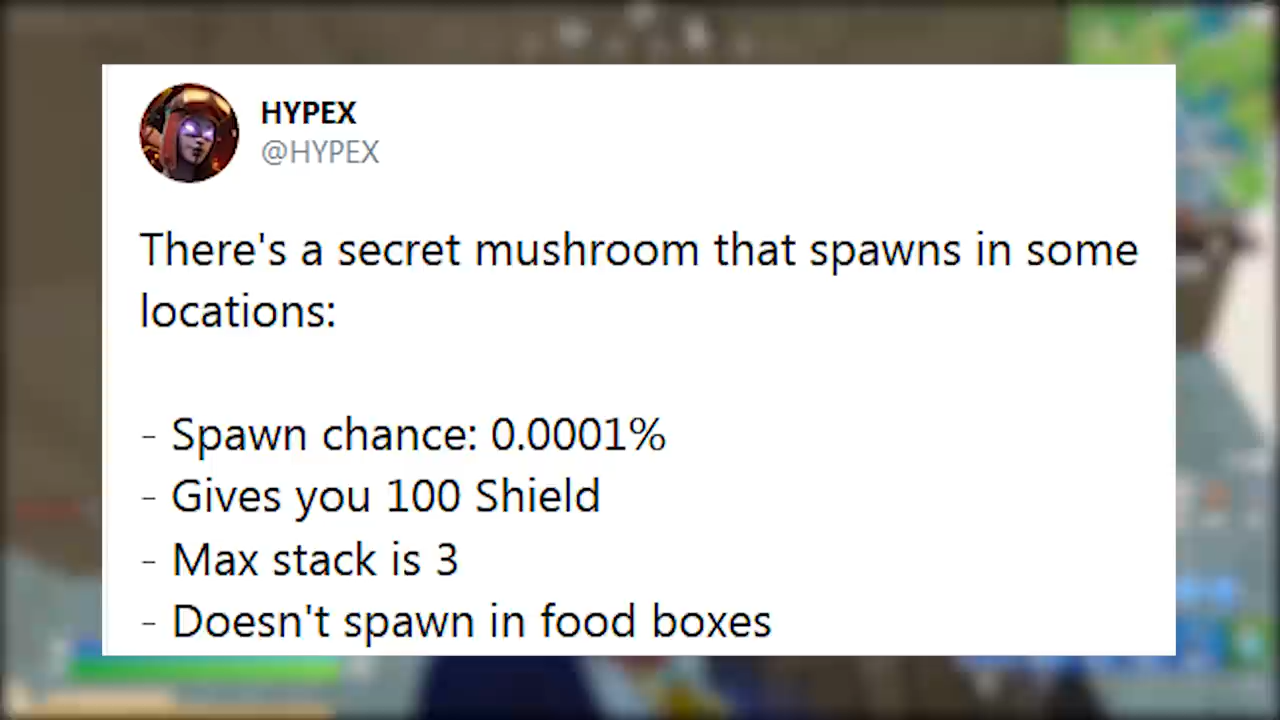 HYPEX
@HYPEX
There's a secret mushroom that spawns in some
locations:
- Spawn chance: 0.0001%
- Gives you 100 Shield
- Max stack is 3
- Doesn't spawn in food boxes